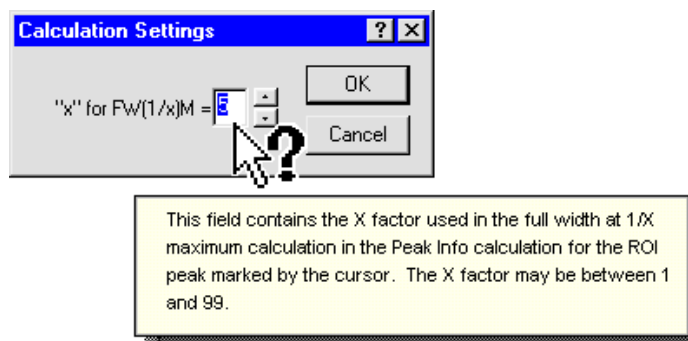 Calculation Settings
"x" for FW(1/x)M = 5
OK
Cancel
This field contains the X factor used in the full width at 1/X
maximum calculation in the Peak Info calculation for the ROI
peak marked by the cursor. The X factor may be between 1
and 99.